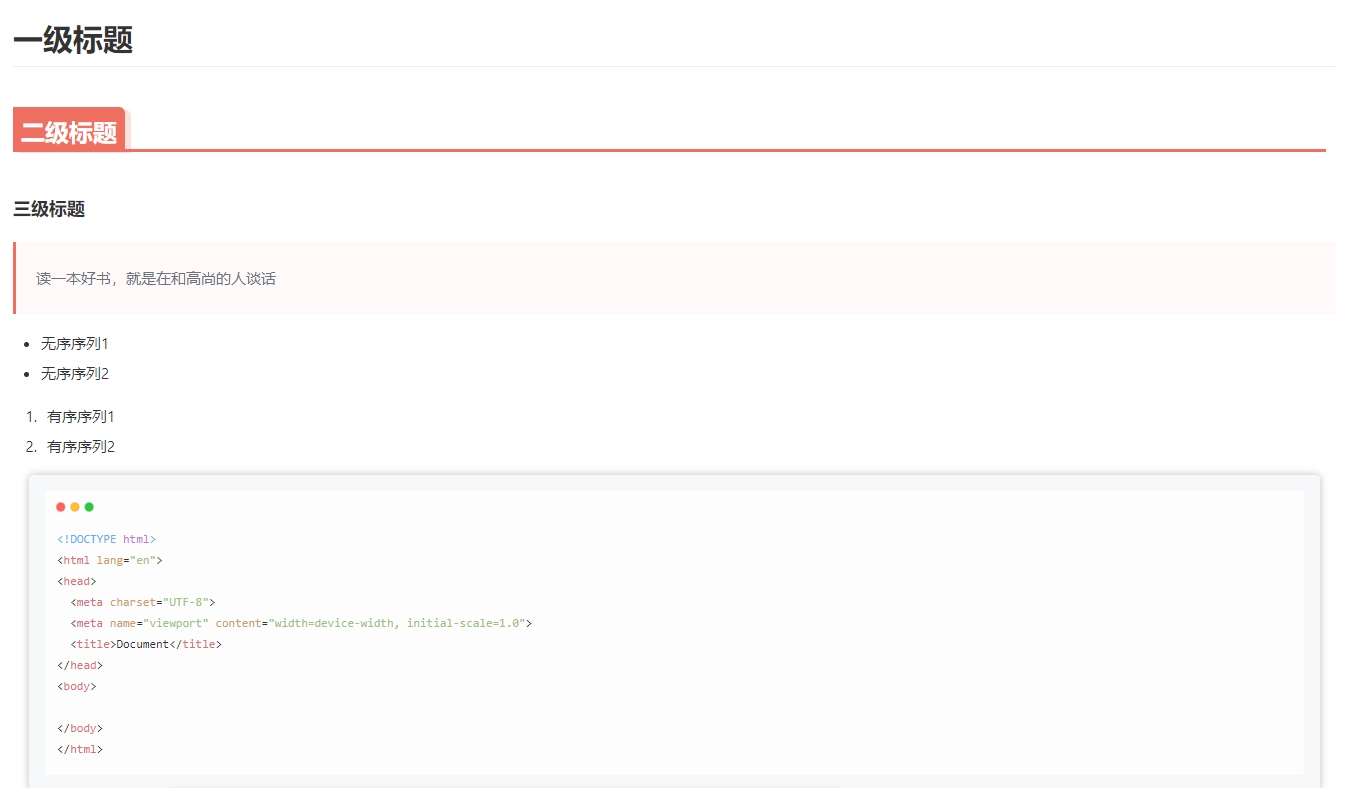 一级标题
二级标题
三级标题
读一本好书，就是在和高尚的人谈话
无序序列1
无序序列2
1. 有序序列1
2. 有序序列2
<!DOCTYPE html>
<html lang="en">
<head>
  <meta charset="UTF-8">
  <meta name="viewport" content="width=device-width, initial-scale=1.0">
  <title>Document</title>
</head>
<body>
</body>
</html>